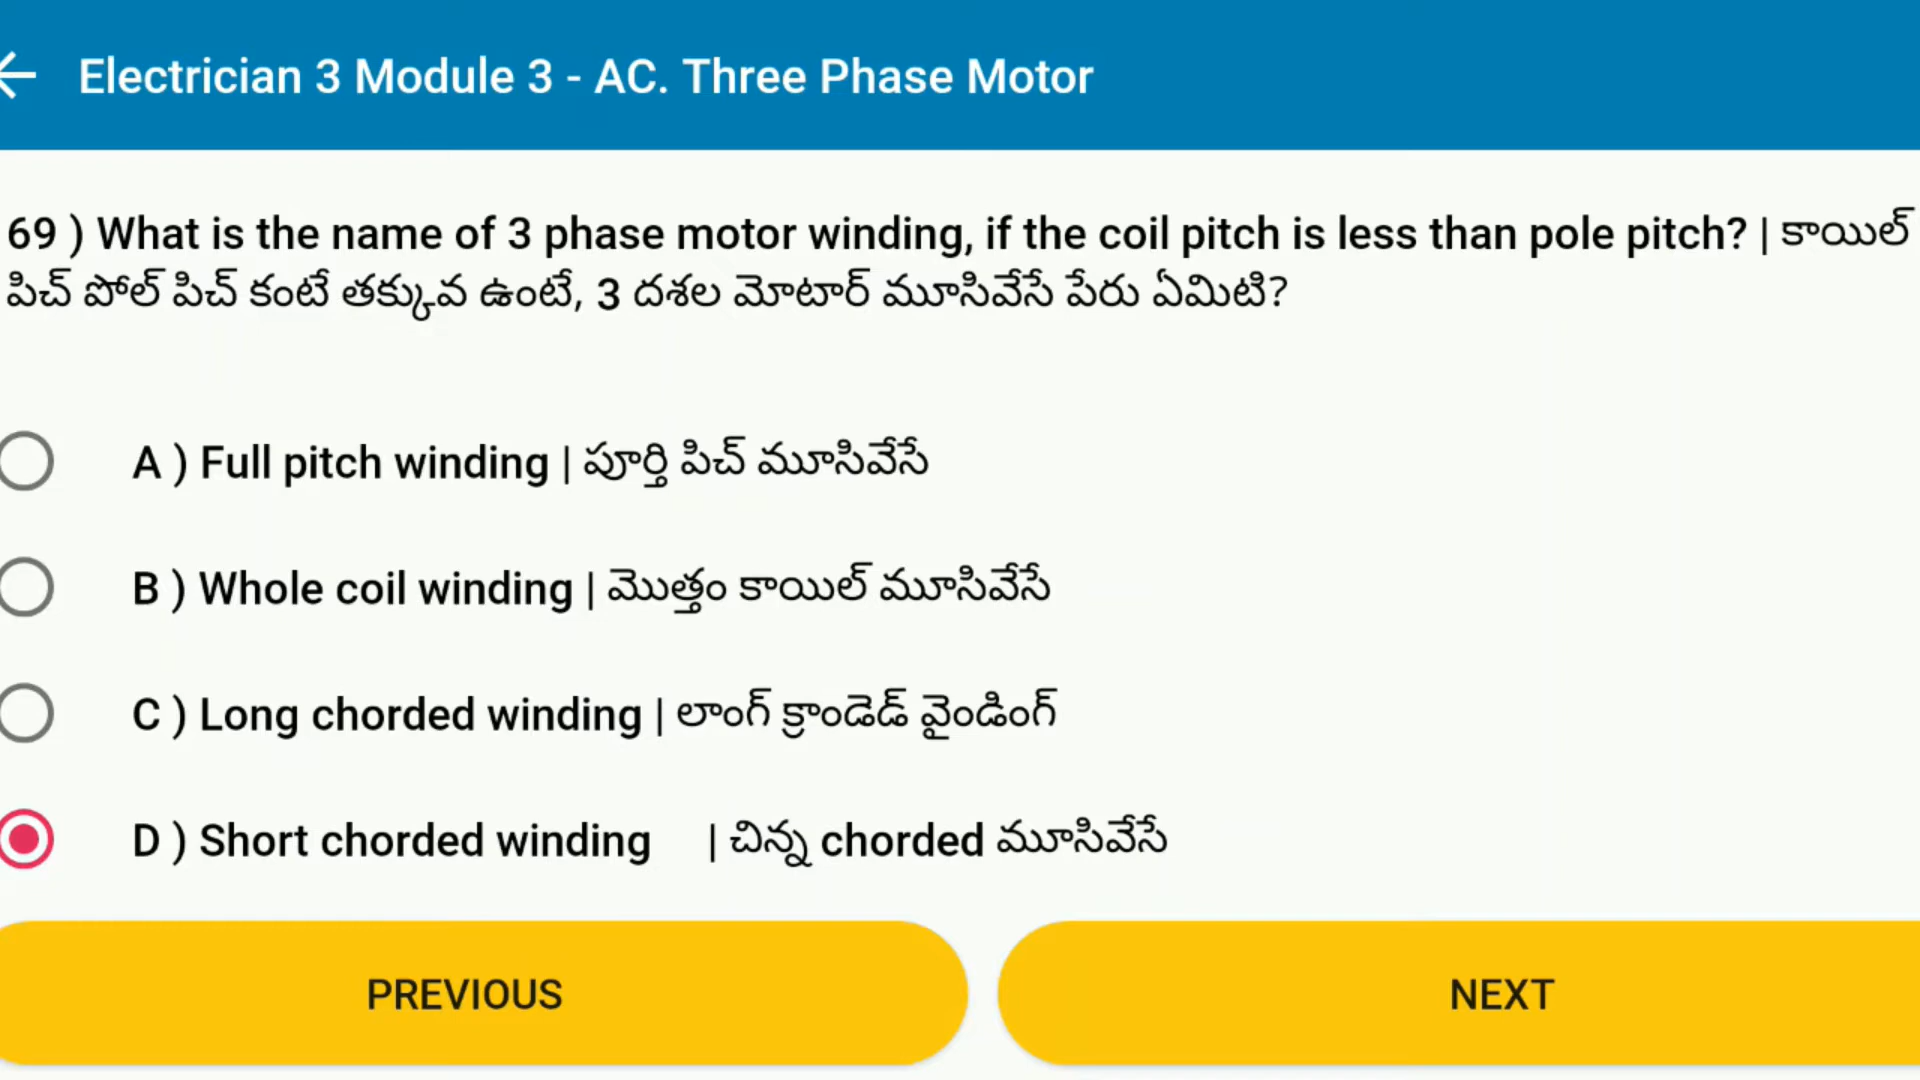 Electrician 3 Module 3 - AC. Three Phase Motor
69 ) What is the name of 3 phase motor winding, if the coil pitch is less than pole pitch? | కాయిల్
పిచ్ పోల్ పిచ్ కంటే తక్కువ ఉంటే, 3 దశల మోటార్ మూసివేసే పేరు ఏమిటి?
A ) Full pitch winding | పూర్తి పిచ్ మూసివేసే
B ) Whole coil winding | మొత్తం కాయిల్ మూసివేసే
C ) Long chorded winding | లాంగ్ క్రాండెడ్ వైండింగ్
D ) Short chorded winding | చిన్న chorded మూసివేసే
PREVIOUS NEXT